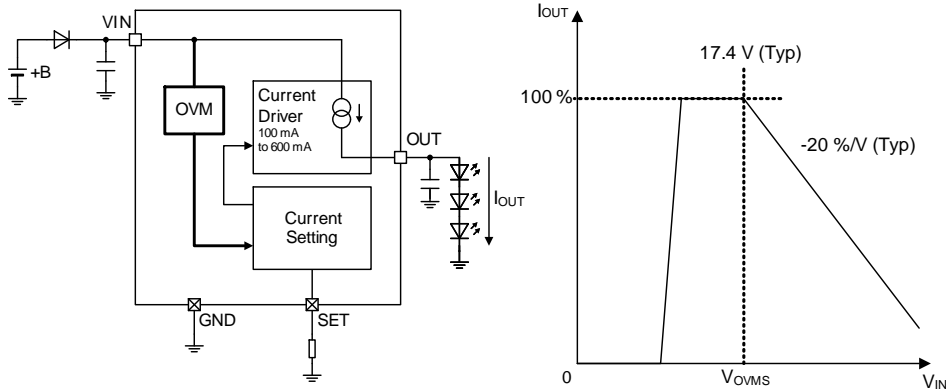 VIN
+B
OVM
Current
Driver
100 mA
to 600 mA
OUT
IOUT
Current
Setting
GND
SET
IOUT
17.4 V (Typ)
100 %
-20 %/V (Typ)
0
VOVMS
VIN